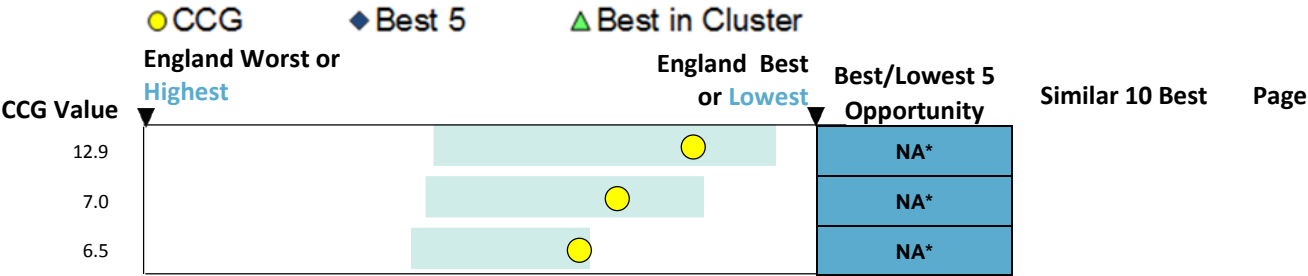 CCG Best 5 Best in Cluster
England Worst or Highest
England Best or Lowest
CCG Value
Best/Lowest 5 Opportunity
Similar 10 Best
Page
12.9 NA*
7.0 NA*
6.5 NA*